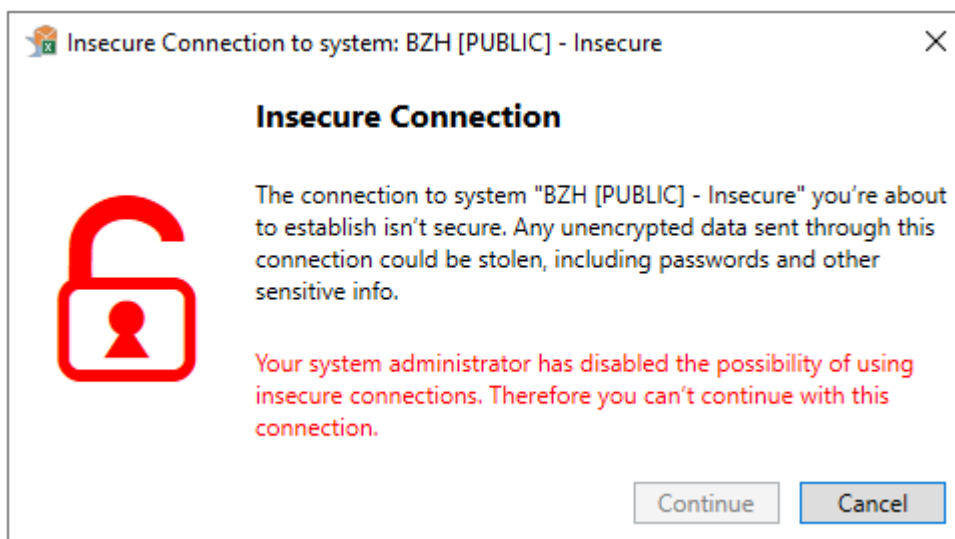 Insecure Connection to system: BZH [PUBLIC] - Insecure
Insecure Connection
The connection to system "BZH [PUBLIC] - Insecure" you're about
to establish isn't secure. Any unencrypted data sent through this
connection could be stolen, including passwords and other
sensitive info.
Your system administrator has disabled the possibility of using
insecure connections. Therefore you can't continue with this
connection.
Continue
Cancel